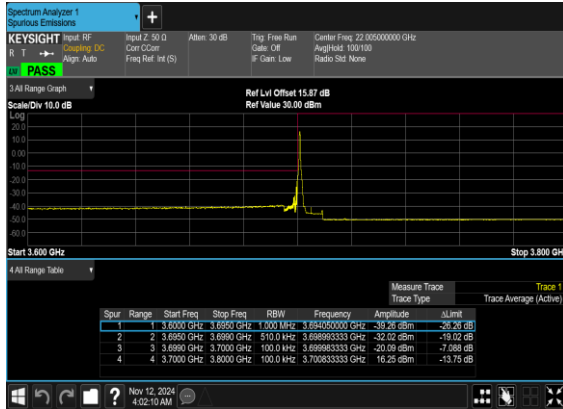 Spectrum Analyzer 1
Spurious Emissions
KEYSIGHT Input: RF Input Z: 50 Ω Atten: 30 dB Trig: Free Run Center Freq: 22.005000000 GHz
R T Coupling: DC Corr CCorr Gate: Off Avg|Hold: 100/100
Align: Auto Freq Ref: Int (S) IF Gain: Low Radio Std: None
PASS
3 All Range Graph Ref Lvl Offset 15.87 dB
Scale/Div 10.0 dB Ref Value 30.00 dBm
Log
20.0
10.0
0.00
-10.0
-20.0
-30.0
-40.0
-50.0
-60.0
Start 3.600 GHz Stop 3.800 GH
4 All Range Table
Measure Trace Trace 1
Trace Type Trace Average (Active)
Spur Range Start Freq Stop Freq RBW Frequency Amplitude ΔLimit
1 1 3.6000 GHz 3.6950 GHz 1.000 MHz 3.694050000 GHz -39.26 dBm -26.26 dB
2 2 3.6950 GHz 3.6990 GHz 510.0 kHz 3.698993333 GHz -32.02 dBm -19.02 dB
3 3 3.6990 GHz 3.7000 GHz 100.0 kHz 3.699983333 GHz -20.09 dBm -7.088 dB
4 4 3.7000 GHz 3.8000 GHz 100.0 kHz 3.700833333 GHz 16.25 dBm -13.75 dB
? Nov 12, 2024
4:02:10 AM